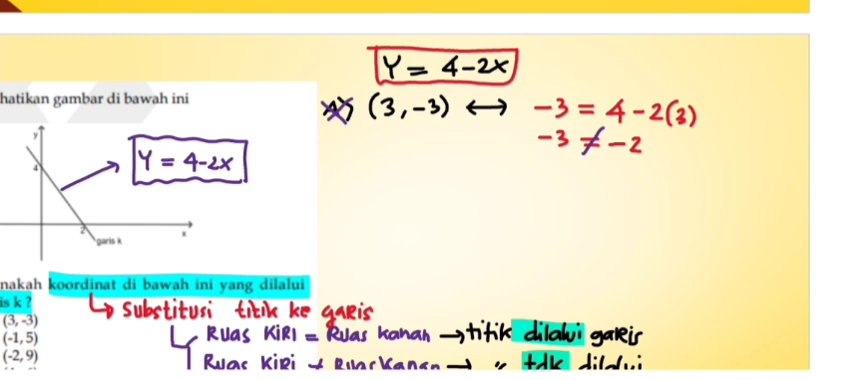 Y = 4-2x
hatikan gambar di bawah ini
A) (3,-3) ↔ -3 = 4-2(3)
-3 ≠ -2
y
4
Y = 4-2x
2
x
garis k
nakah koordinat di bawah ini yang dilalui
is k ?
↳ Substitusi titik ke garis
(3, -3)
(-1, 5)
(-2, 9)
Ruas Kiri = Ruas kanan → titik dilalui garis
Ruas Kiri ≠ Ruas Kanan → " tdk dilalui